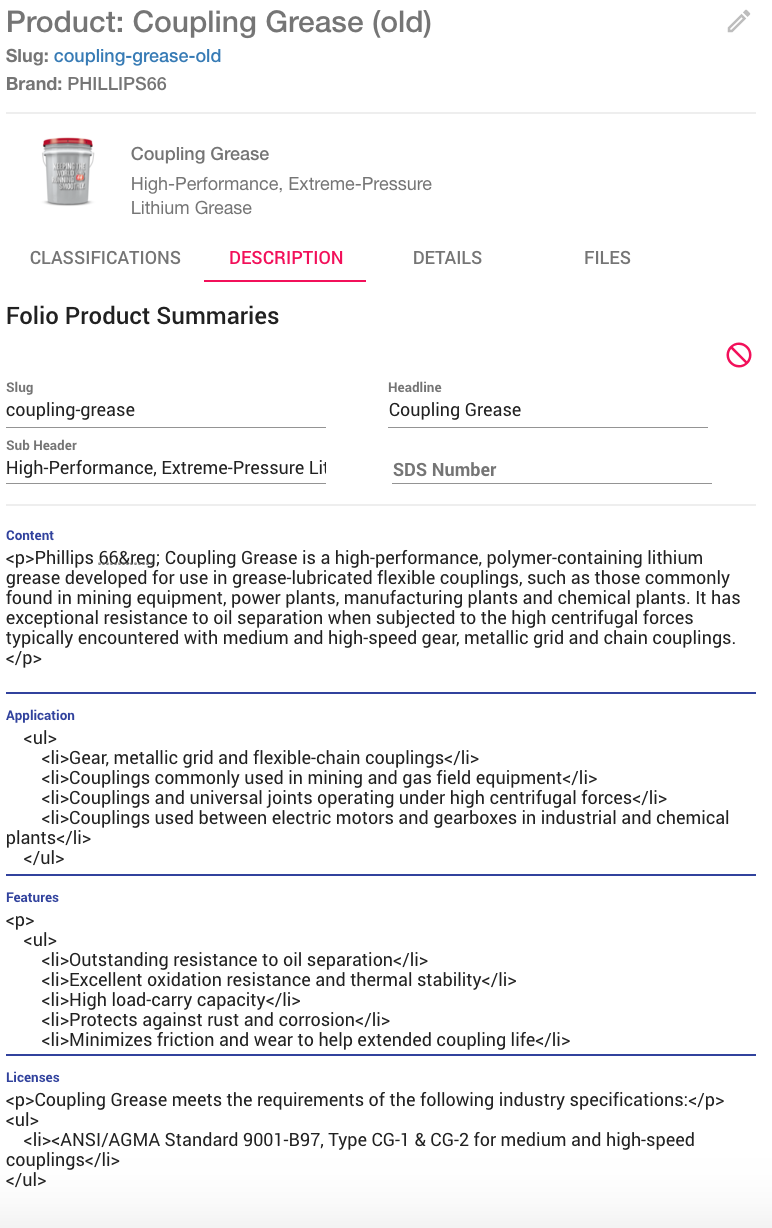 Product: Coupling Grease (old)
Slug: coupling-grease-old
Brand: PHILLIPS66
Coupling Grease
High-Performance, Extreme-Pressure
Lithium Grease
CLASSIFICATIONS
DESCRIPTION
DETAILS
FILES
Folio Product Summaries
Slug
coupling-grease
Headline
Coupling Grease
Sub Header
High-Performance, Extreme-Pressure Lit
SDS Number
Content
<p>Phillips 66&reg; Coupling Grease is a high-performance, polymer-containing lithium
grease developed for use in grease-lubricated flexible couplings, such as those commonly
found in mining equipment, power plants, manufacturing plants and chemical plants. It has
exceptional resistance to oil separation when subjected to the high centrifugal forces
typically encountered with medium and high-speed gear, metallic grid and chain couplings.
</p>
Application
<ul>
<li>Gear, metallic grid and flexible-chain couplings</li>
<li>Couplings commonly used in mining and gas field equipment</li>
<li>Couplings and universal joints operating under high centrifugal forces</li>
<li>Couplings used between electric motors and gearboxes in industrial and chemical
plants</li>
</ul>
Features
<p>
<ul>
<li>Outstanding resistance to oil separation</li>
<li>Excellent oxidation resistance and thermal stability</li>
<li>High load-carry capacity</li>
<li>Protects against rust and corrosion</li>
<li>Minimizes friction and wear to help extended coupling life</li>
Licenses
<p>Coupling Grease meets the requirements of the following industry specifications:</p>
<ul>
<li><ANSI/AGMA Standard 9001-B97, Type CG-1 & CG-2 for medium and high-speed
couplings</li>
</ul>